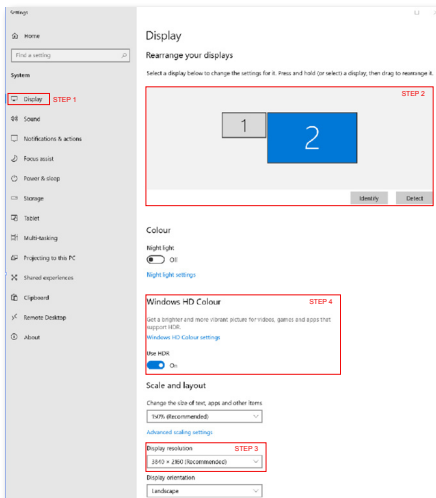 Settings
Home
Find a setting
System
Display STEP 1
Sound
Notifications & actions
Focus assist
Power & sleep
Storage
Tablet
Multi-tasking
Projecting to this PC
Shared experiences
Clipboard
Remote Desktop
About
Display
Rearrange your displays
Select a display below to change the settings for it. Press and hold (or select) a display, then drag to rearrange it.
STEP 2
1
2
Identify Detect
Colour
Night light
Off
Night light settings
Windows HD Colour STEP 4
Get a brighter and more vibrant picture for videos, games and apps that
support HDR.
Windows HD Colour settings
Use HDR
On
Scale and layout
Change the size of text, apps and other items
150% (Recommended)
Advanced scaling settings
Display resolution STEP 3
3840 × 2160 (Recommended)
Display orientation
Landscape